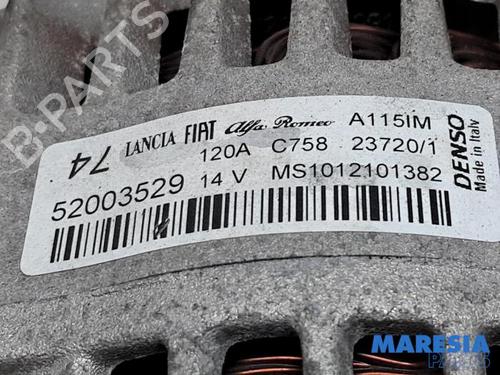 B-PARTS
74 LANCIA FIAT Alfa Romeo A115IM
120A C758 23720/1
52003529 14 V MS1012101382
DENSO
Made in Italy
MARESIA
PARTS